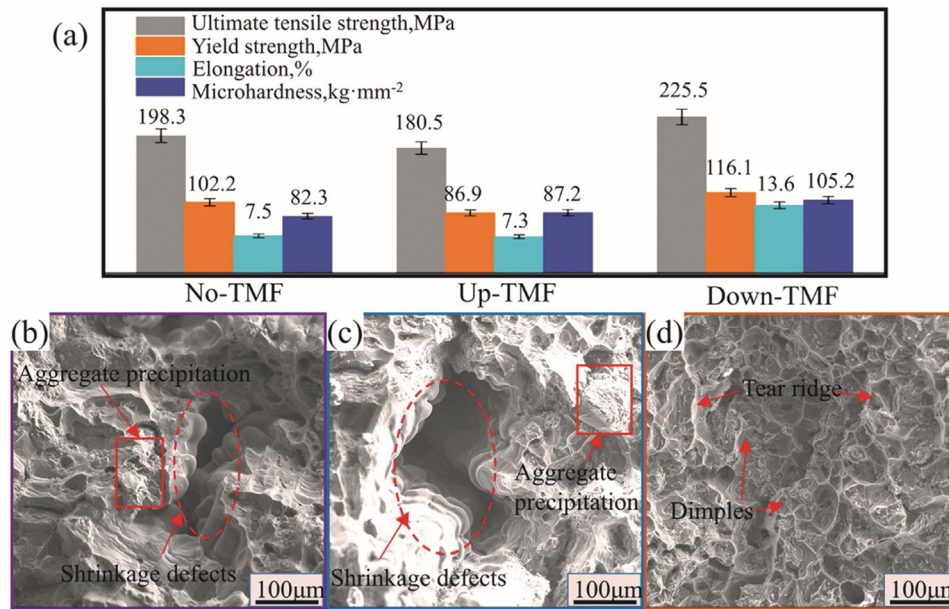 (a)
Ultimate tensile strength,MPa
Yield strength,MPa
Elongation,%
Microhardness,kg·mm⁻²
198.3
102.2
7.5
82.3
180.5
86.9
7.3
87.2
225.5
116.1
13.6
105.2
No-TMF
Up-TMF
Down-TMF
(b)
Aggregate precipitation
Shrinkage defects
100μm
(c)
Aggregate
precipitation
Shrinkage defects
100μm
(d)
Tear ridge
Dimples
100μm